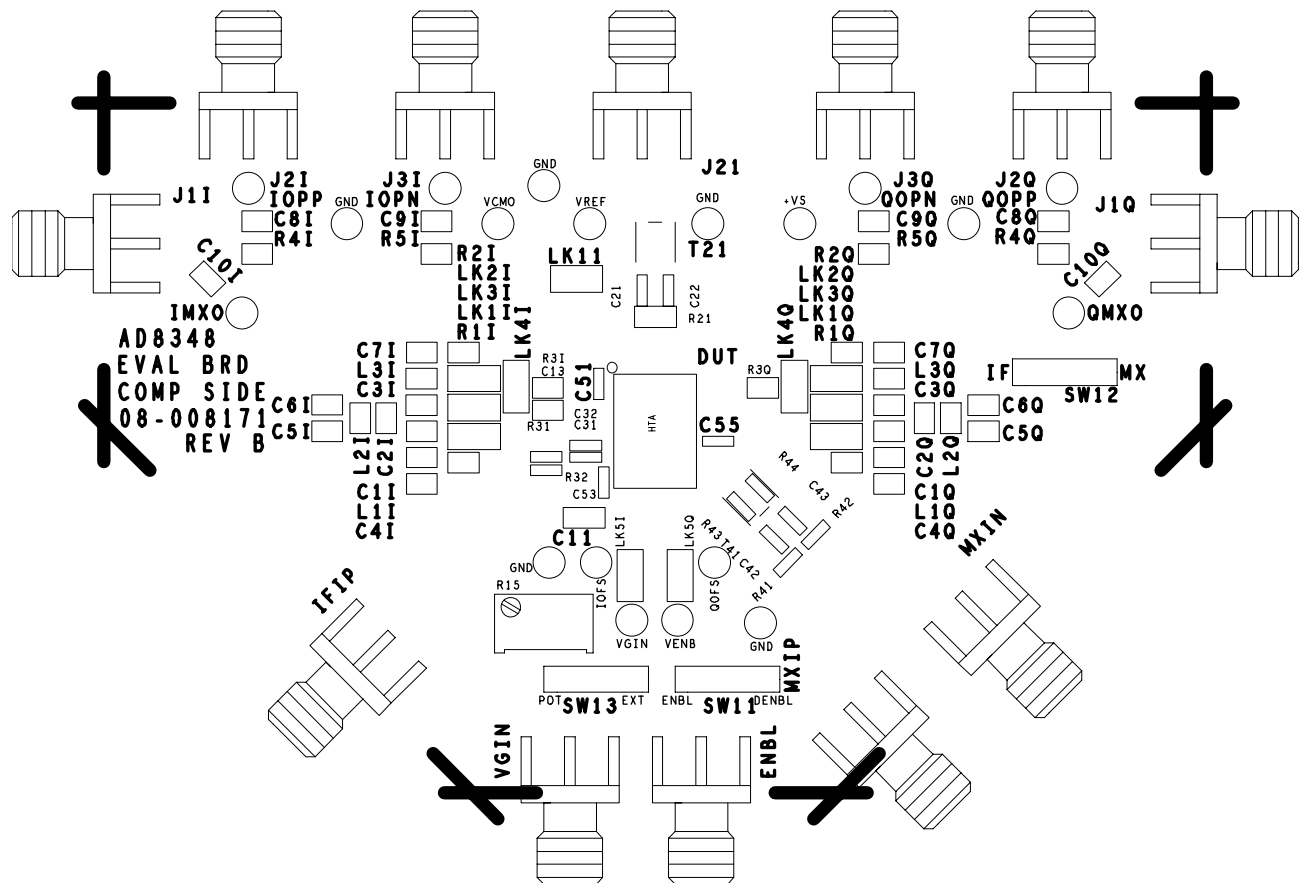 J21
GND
J2I
IOPP
J3I
IOPN
J3Q
QOPN
J2Q
QOPP
J1I
GND
VCMO
VREF
GND
+VS
GND
J1Q
C8I
R4I
C9I
R5I
C9Q
R5Q
C8Q
R4Q
C10I
R2I
LK2I
LK3I
LK1I
R1I
LK11
T21
C21
C22
R21
R2Q
LK2Q
LK3Q
LK1Q
R1Q
C10Q
IMXO
QMXO
AD8348
EVAL BRD
COMP SIDE
08-008171
REV B
C7I
L3I
C3I
LK4I
R3I
C13
C51
DUT
R3Q
LK4Q
C7Q
L3Q
C3Q
IF
MX
SW12
C6I
C5I
L2I
C2I
R31
C32
C31
HTA
C55
C2Q
L2Q
C6Q
C5Q
R32
C53
R44
C43
R42
C1I
L1I
C4I
C1Q
L1Q
C4Q
C11
LK5I
LK5Q
R43
T41
C42
R41
MXIN
GND
IOFS
QOFS
R15
IFIP
VGIN
VENB
GND
MXIP
POT
SW13
EXT
ENBL
SW11
DENBL
VGIN
ENBL